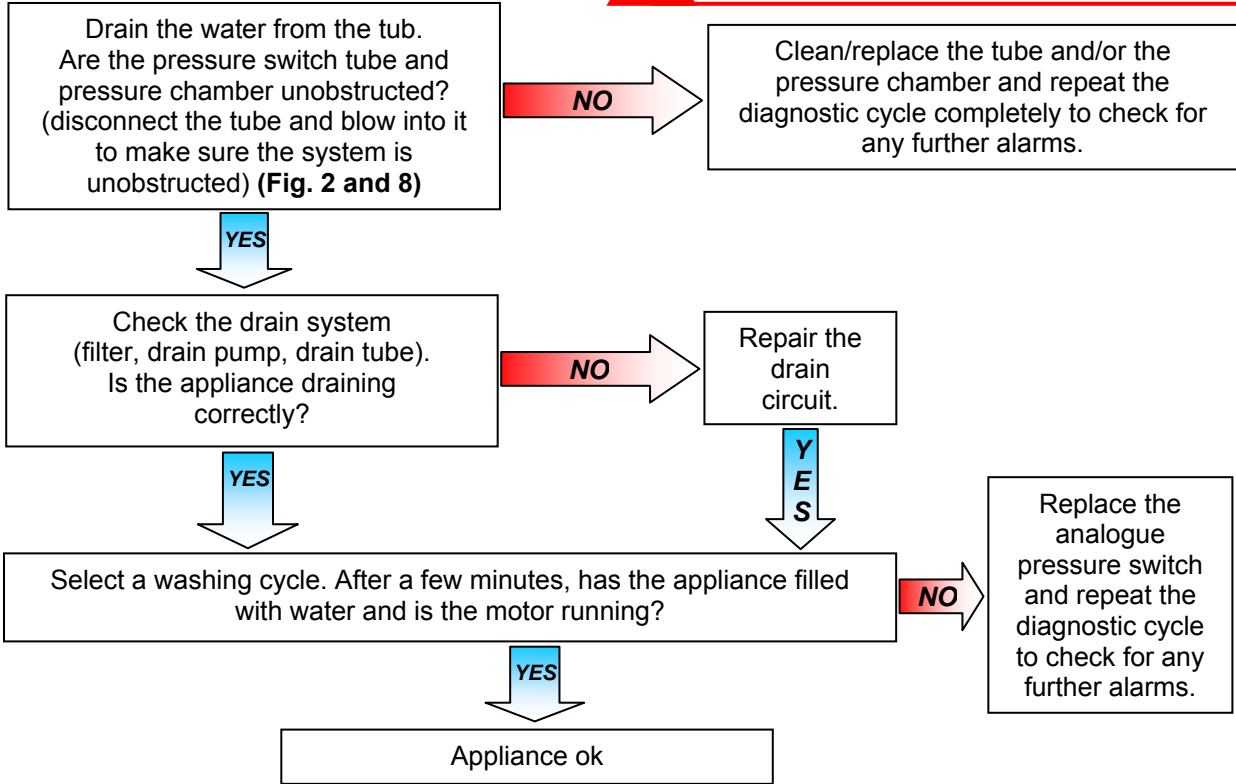 Drain the water from the tub.
Are the pressure switch tube and
pressure chamber unobstructed?
(disconnect the tube and blow into it
to make sure the system is
unobstructed) (Fig. 2 and 8)
NO
Clean/replace the tube and/or the
pressure chamber and repeat the
diagnostic cycle completely to check for
any further alarms.
YES
Check the drain system
(filter, drain pump, drain tube).
Is the appliance draining
correctly?
NO
Repair the
drain
circuit.
YES
Y
E
S
Select a washing cycle. After a few minutes, has the appliance filled
with water and is the motor running?
NO
Replace the
analogue
pressure switch
and repeat the
diagnostic cycle
to check for any
further alarms.
YES
Appliance ok